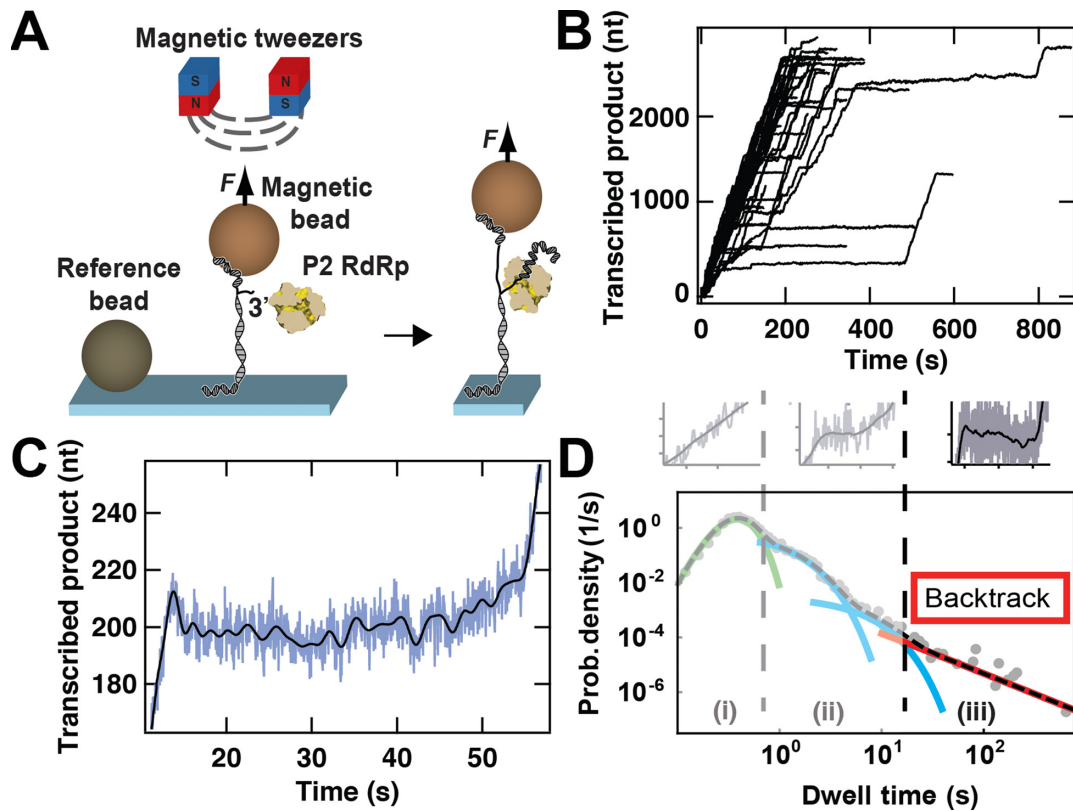 A
Magnetic tweezers
S
N
N
S
F
Magnetic
bead
Reference
bead
P2 RdRp
3'
F
B
Transcribed product (nt)
2000
1000
0
0
200
400
600
800
Time (s)
C
Transcribed product (nt)
240
220
200
180
20
30
40
50
Time (s)
D
Prob. density (1/s)
10^0
10^-2
10^-4
10^-6
Backtrack
(i)
(ii)
(iii)
10^0
10^1
10^2
Dwell time (s)